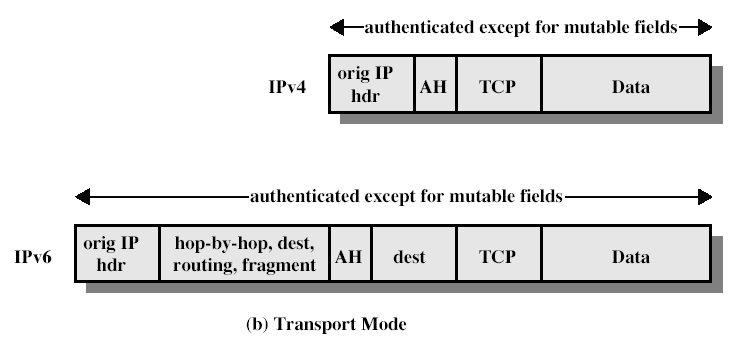 authenticated except for mutable fields
IPv4
orig IP
hdr
AH
TCP
Data
authenticated except for mutable fields
IPv6
orig IP
hdr
hop-by-hop, dest,
routing, fragment
AH
dest
TCP
Data
(b) Transport Mode